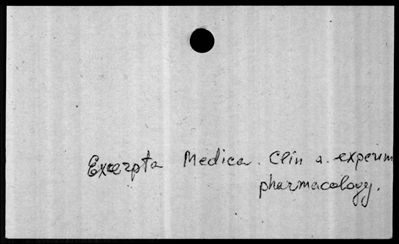 Excerpta Medica. Clin a. experim
pharmacology.